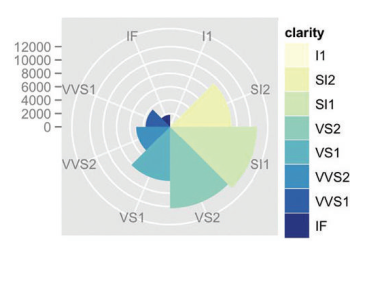 IF
I1
clarity
12000
10000
8000
6000
4000
2000
0
VVS1
SI2
VVS2
SI1
VS1
VS2
I1
SI2
SI1
VS2
VS1
VVS2
VVS1
IF